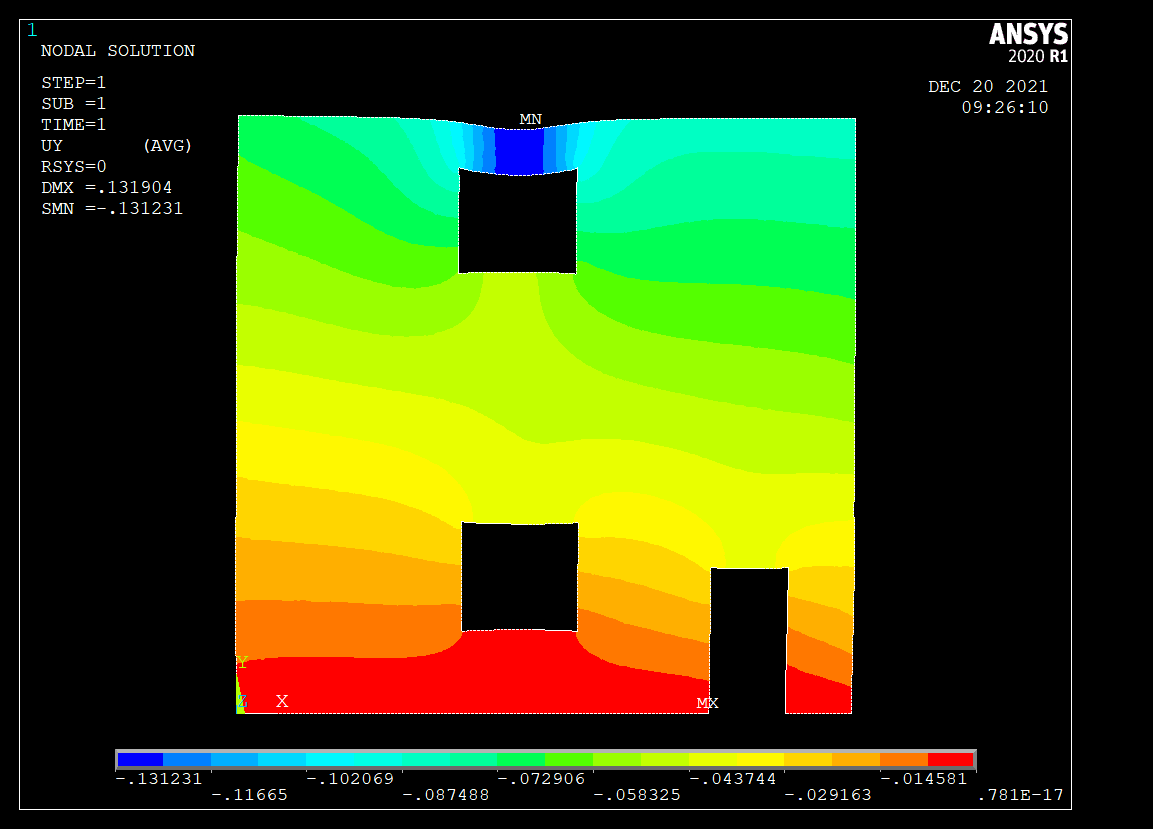 1
NODAL SOLUTION
STEP=1
SUB =1
TIME=1
UY (AVG)
RSYS=0
DMX =.131904
SMN =-.131231
ANSYS
2020 R1
DEC 20 2021
09:26:10
MN
Y
Z X
MX
-.131231 -.102069 -.072906 -.043744 -.014581
-.11665 -.087488 -.058325 -.029163 .781E-17